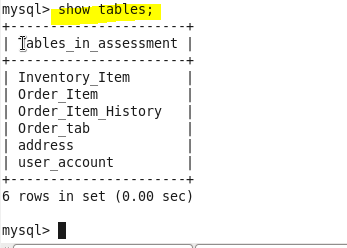 mysql> show tables;
+----------------------+
| Tables_in_assessment |
+----------------------+
| Inventory_Item       |
| Order_Item           |
| Order_Item_History   |
| Order_tab            |
| address              |
| user_account         |
+----------------------+
6 rows in set (0.00 sec)
mysql>